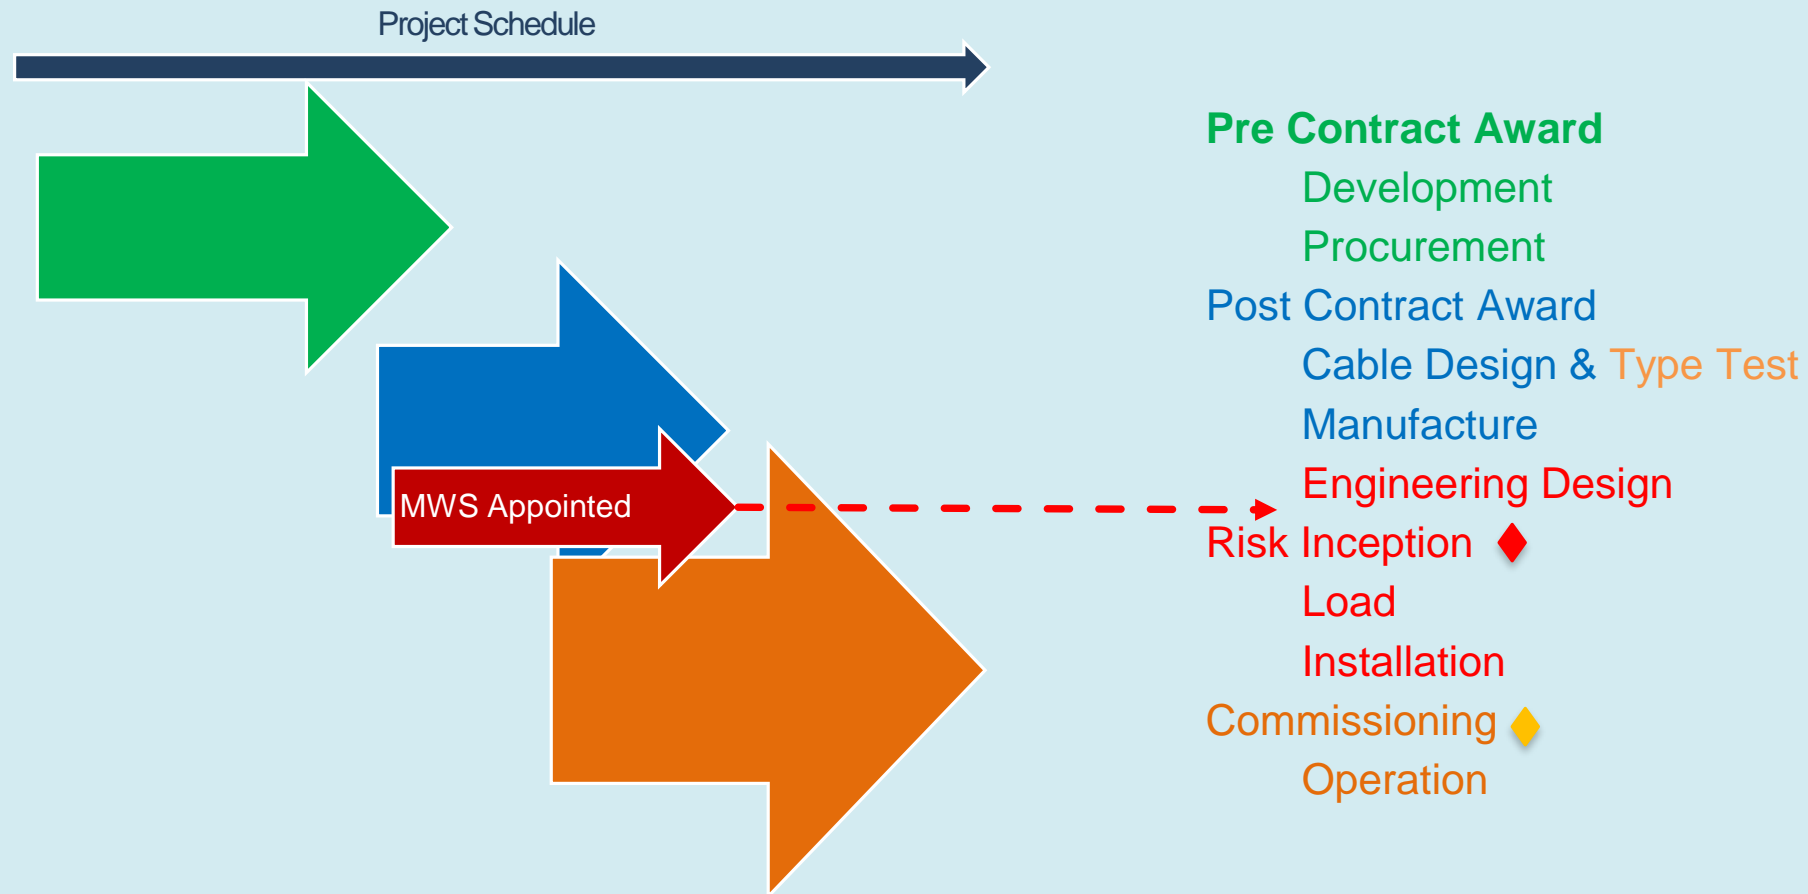 Project Schedule
Pre Contract Award
Development
Procurement
Post Contract Award
Cable Design & Type Test
Manufacture
Engineering Design
MWS Appointed
Risk Inception
Load
Installation
Commissioning
Operation